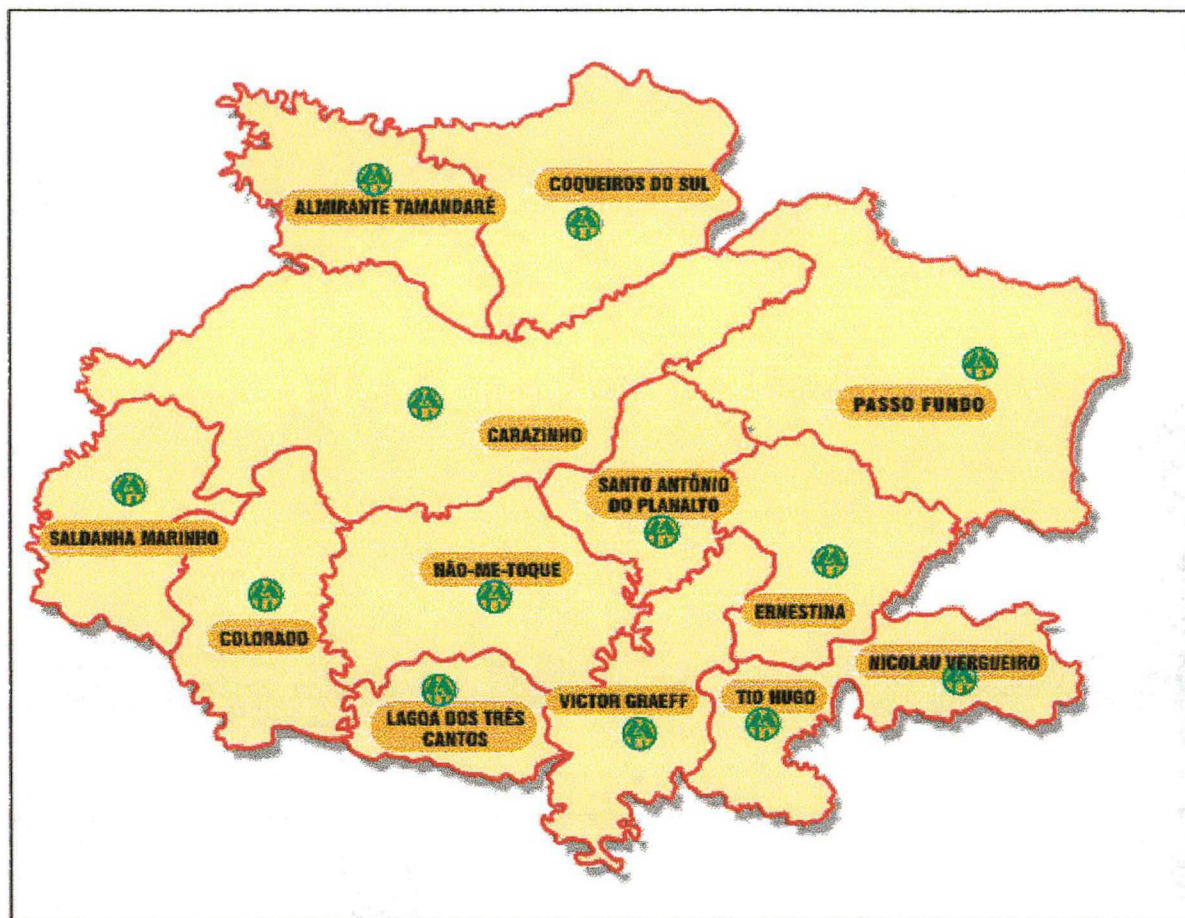 COQUEIROS DO SUL
ALMIRANTE TAMANDARÉ
PASSO FUNDO
CARAZINHO
SANTO ANTÔNIO
DO PLANALTO
SALDANHA MARINHO
NÃO-ME-TOQUE
ERNESTINA
COLORADO
NICOLAU VERGUEIRO
VICTOR GRAEFF
TIO HUGO
LAGOA DOS TRÊS
CANTOS